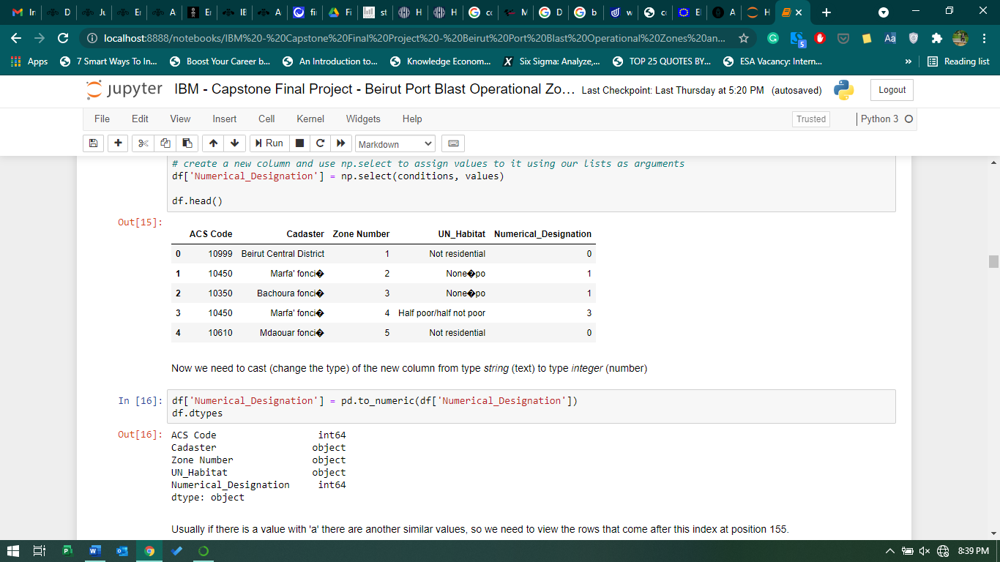 In
D
Ju
E
A
Er
IE
A
fi
Fi
st
H
H
G
M
D
b
w
c
El
A
H
localhost:8888/notebooks/IBM%20-%20Capstone%20Final%20Project%20-%20Beirut%20Port%20Blast%20Operational%20Zones%20an...
5
Aa
Apps
7 Smart Ways To In...
Boost Your Career b...
An Introduction to...
Knowledge Econom...
Six Sigma: Analyze,...
TOP 25 QUOTES BY...
ESA Vacancy: Intern...
»
Reading list
jupyter IBM - Capstone Final Project - Beirut Port Blast Operational Zo... Last Checkpoint: Last Thursday at 5:20 PM (autosaved)
Logout
File Edit View Insert Cell Kernel Widgets Help
Trusted
Python 3
Run
Markdown
# create a new column and use np.select to assign values to it using our lists as arguments
df['Numerical_Designation'] = np.select(conditions, values)
df.head()
Out[15]:
ACS Code Cadaster Zone Number UN_Habitat Numerical_Designation
0 10999 Beirut Central District 1 Not residential 0
1 10450 Marfa' fonci� 2 None�po 1
2 10350 Bachoura fonci� 3 None�po 1
3 10450 Marfa' fonci� 4 Half poor/half not poor 3
4 10610 Mdaouar fonci� 5 Not residential 0
Now we need to cast (change the type) of the new column from type string (text) to type integer (number)
In [16]: df['Numerical_Designation'] = pd.to_numeric(df['Numerical_Designation'])
df.dtypes
Out[16]: ACS Code int64
Cadaster object
Zone Number object
UN_Habitat object
Numerical_Designation int64
dtype: object
Usually if there is a value with 'a' there are another similar values, so we need to view the rows that come after this index at position 155.
8:39 PM